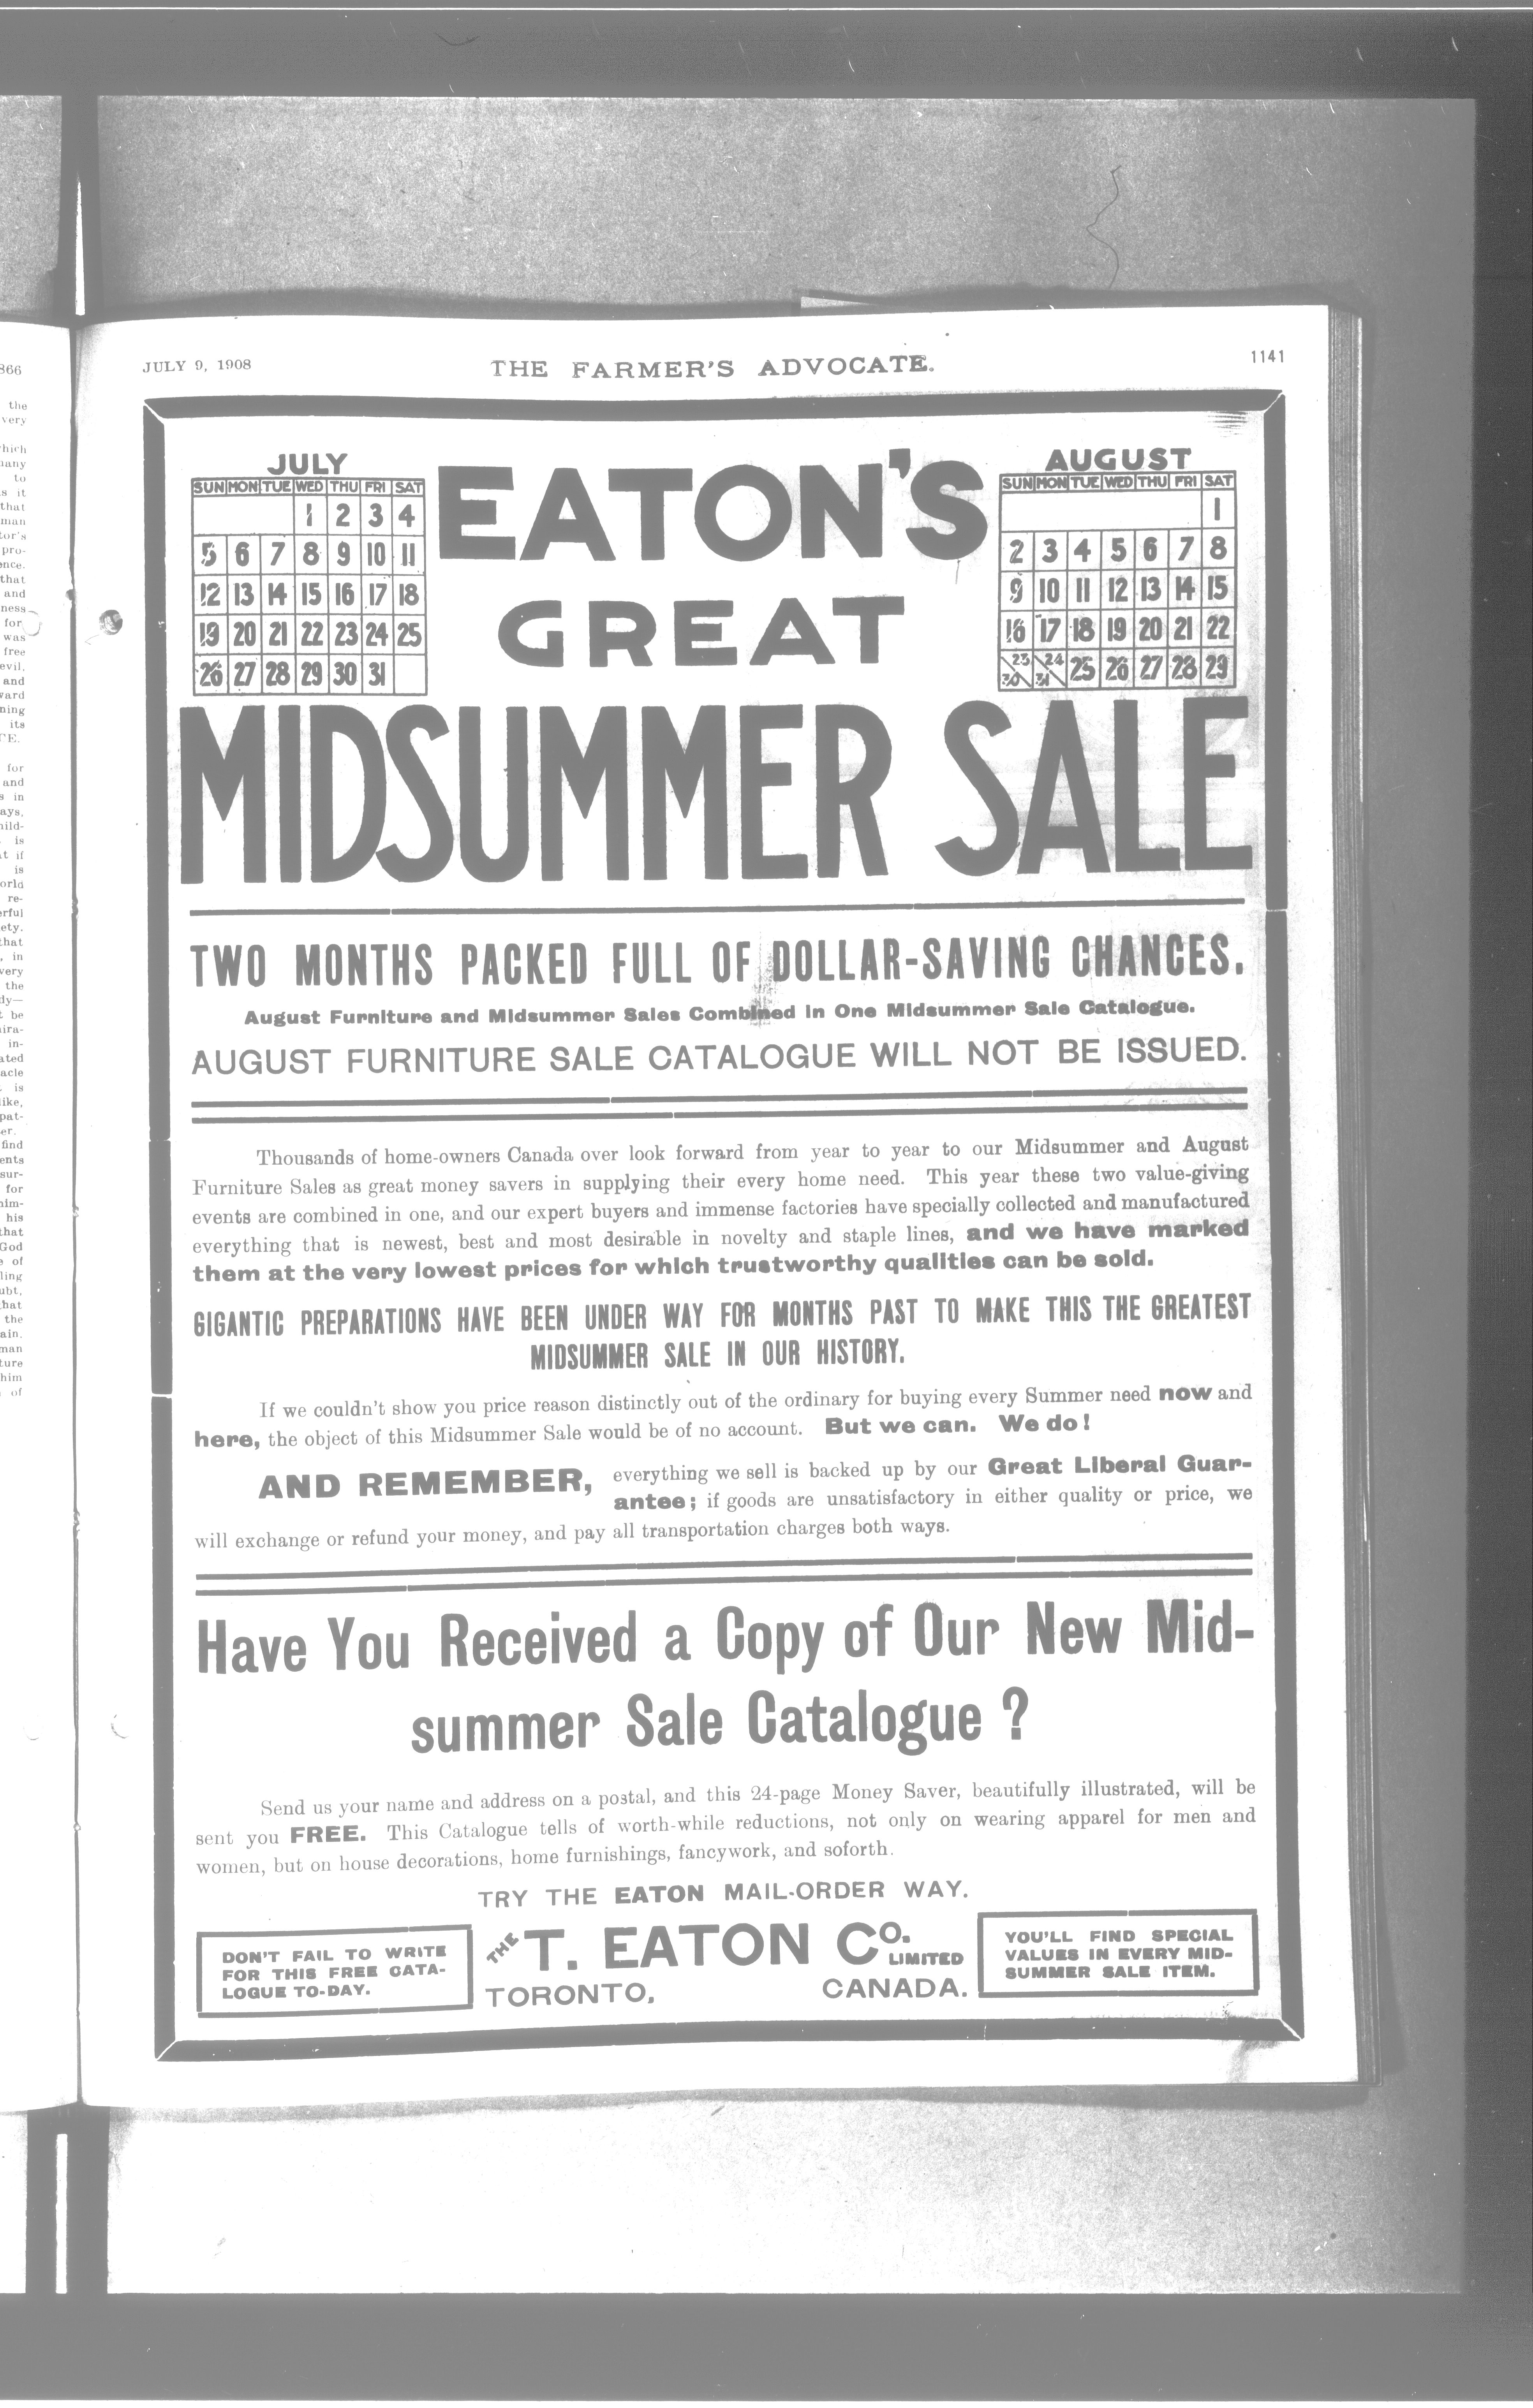 JULY 9, 1908
THE FARMER'S ADVOCATE.
1141
JULY
SUN MON TUE WED THU FRI SAT
1 2 3 4
5 6 7 8 9 10 11
12 13 14 15 16 17 18
19 20 21 22 23 24 25
26 27 28 29 30 31
EATON'S
GREAT
AUGUST
SUN MON TUE WED THU FRI SAT
1
2 3 4 5 6 7 8
9 10 11 12 13 14 15
16 17 18 19 20 21 22
23/30 24/31 25 26 27 28 29
MIDSUMMER SALE
TWO MONTHS PACKED FULL OF DOLLAR-SAVING CHANCES.
August Furniture and Midsummer Sales Combined in One Midsummer Sale Catalogue.
AUGUST FURNITURE SALE CATALOGUE WILL NOT BE ISSUED.
Thousands of home-owners Canada over look forward from year to year to our Midsummer and August
Furniture Sales as great money savers in supplying their every home need. This year these two value-giving
events are combined in one, and our expert buyers and immense factories have specially collected and manufactured
everything that is newest, best and most desirable in novelty and staple lines, and we have marked
them at the very lowest prices for which trustworthy qualities can be sold.
GIGANTIC PREPARATIONS HAVE BEEN UNDER WAY FOR MONTHS PAST TO MAKE THIS THE GREATEST
MIDSUMMER SALE IN OUR HISTORY.
If we couldn't show you price reason distinctly out of the ordinary for buying every Summer need now and
here, the object of this Midsummer Sale would be of no account. But we can. We do!
AND REMEMBER, everything we sell is backed up by our Great Liberal Guar-
antee; if goods are unsatisfactory in either quality or price, we
will exchange or refund your money, and pay all transportation charges both ways.
Have You Received a Copy of Our New Mid-
summer Sale Catalogue ?
Send us your name and address on a postal, and this 24-page Money Saver, beautifully illustrated, will be
sent you FREE. This Catalogue tells of worth-while reductions, not only on wearing apparel for men and
women, but on house decorations, home furnishings, fancywork, and soforth.
TRY THE EATON MAIL-ORDER WAY.
DON'T FAIL TO WRITE
FOR THIS FREE CATA-
LOGUE TO-DAY.
THE T. EATON CO. LIMITED
TORONTO, CANADA.
YOU'LL FIND SPECIAL
VALUES IN EVERY MID-
SUMMER SALE ITEM.